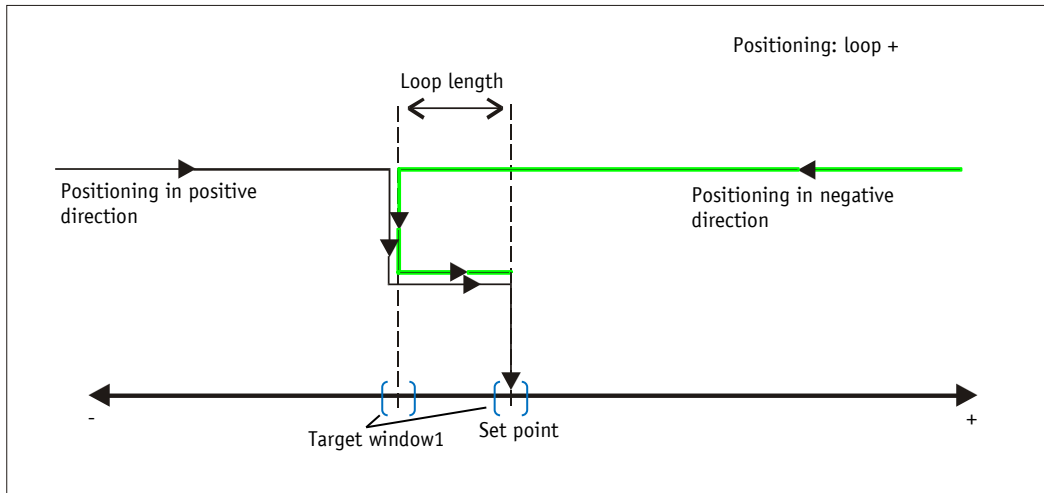 Positioning: loop +
Loop length
Positioning in positive
direction
Positioning in negative
direction
-
+
Target window1
Set point